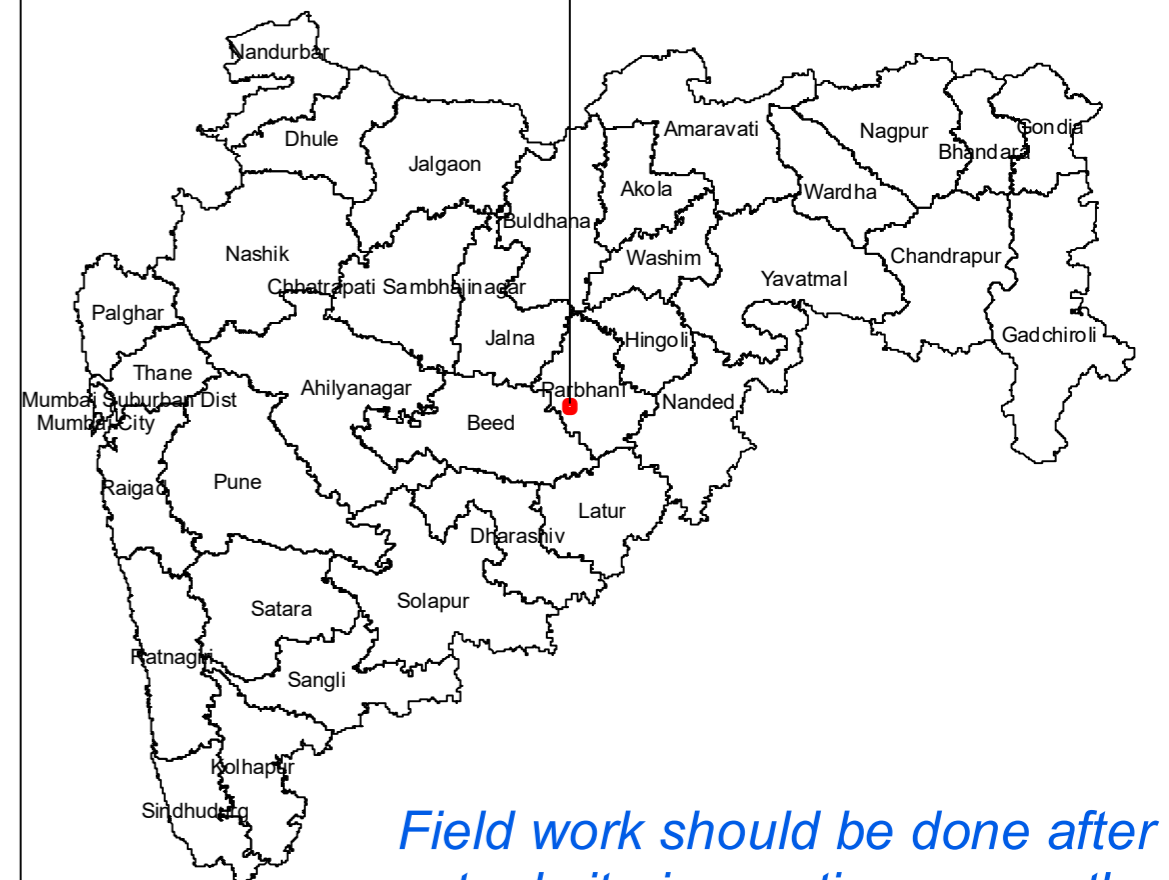 Nandurbar
Dhule
Jalgaon
Amaravati
Nagpur
Gondia
Bhandara
Akola
Wardha
Buldhana
Nashik
Washim
Chandrapur
Yavatmal
Chhatrapati Sambhajinagar
Palghar
Jalna
Hingoli
Gadchiroli
Thane
Ahilyanagar
Parbhani
Mumbai Suburban Dist
Nanded
Mumbai City
Beed
Raigad
Pune
Latur
Dharashiv
Satara
Solapur
Ratnagiri
Sangli
Kolhapur
Sindhudurg
Field work should be done after